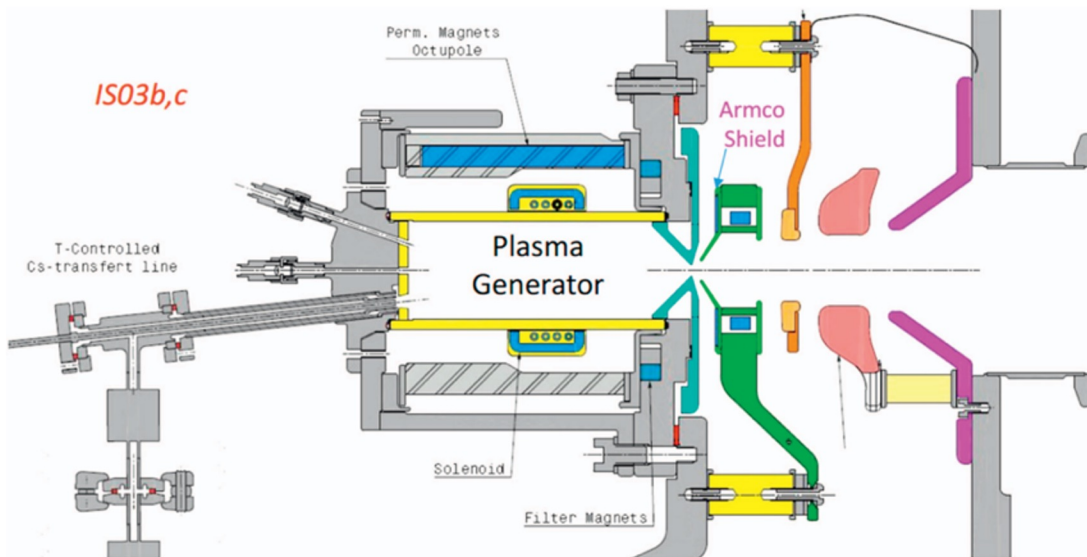 Perm. Magnets
Octupole
IS03b,c
Armco
Shield
T-Controlled
Cs-transfert line
Plasma
Generator
Solenoid
Filter Magnets